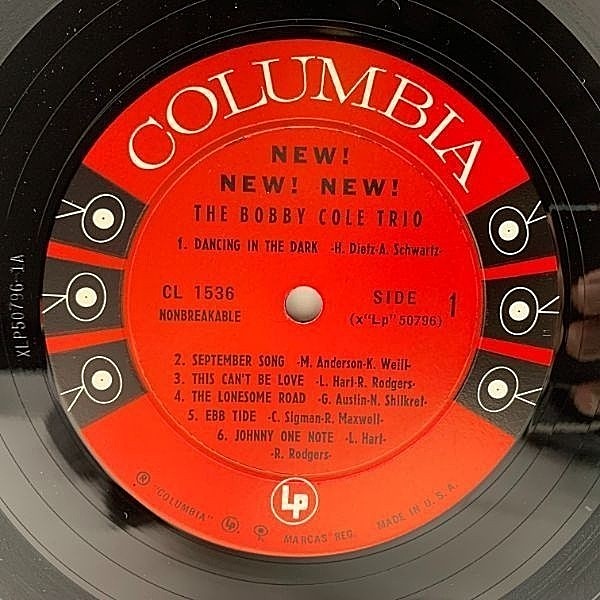 COLUMBIA
NEW!
NEW! NEW!
THE BOBBY COLE TRIO
1. DANCING IN THE DARK -H. Dietz-A. Schwartz-
CL 1536
NONBREAKABLE
SIDE 1
(x"Lp" 50796)
2. SEPTEMBER SONG -M. Anderson-K. Weill-
3. THIS CAN'T BE LOVE -L. Hart-R. Rodgers-
4. THE LONESOME ROAD -G. Austin-N. Shilkret-
5. EBB TIDE -C. Sigman-R. Maxwell-
6. JOHNNY ONE NOTE -L. Hart-
-R. Rodgers-
Lp
® "COLUMBIA" Lp MARCAS REG. MADE IN U.S.A.
XLP50796-1A